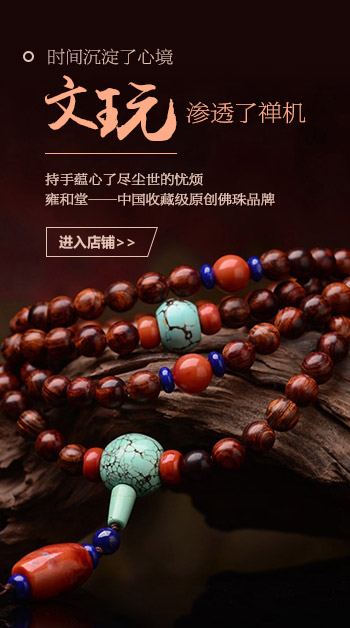 时间沉淀了心境
文玩 渗透了禅机
持手蕴心了尽尘世的忧烦
雍和堂——中国收藏级原创佛珠品牌
进入店铺>>